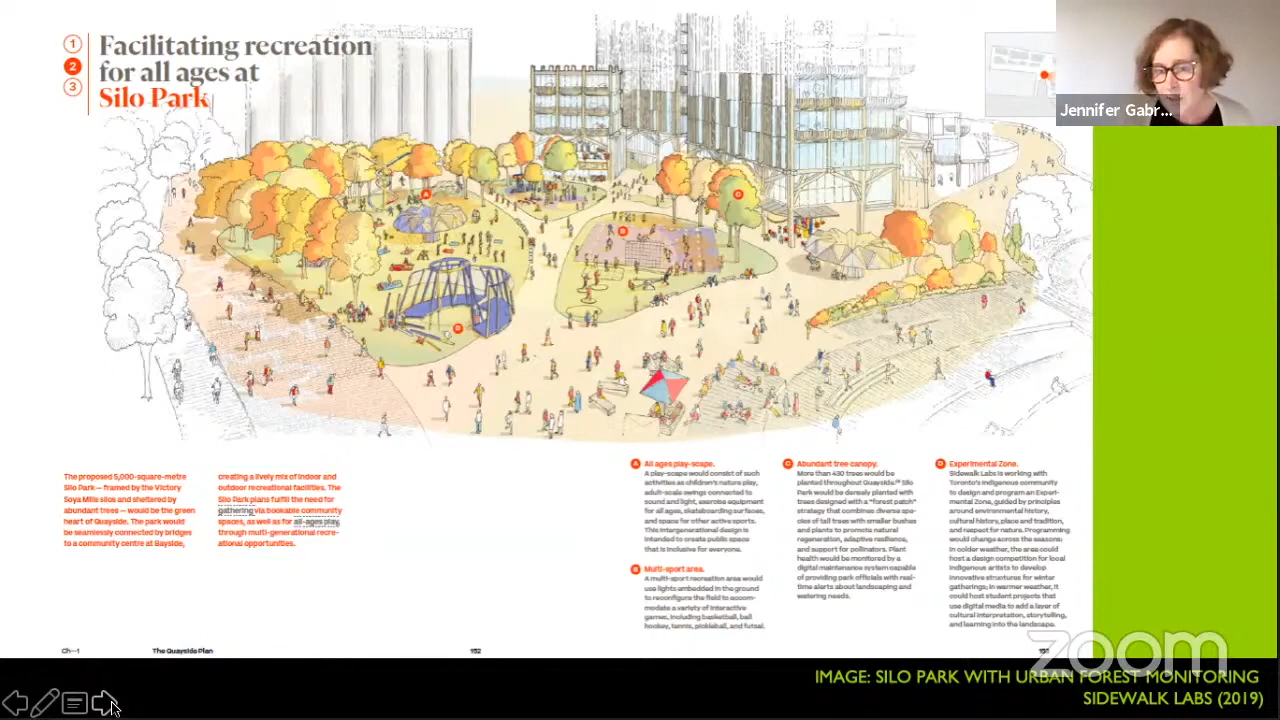 1
2
3
Facilitating recreation
for all ages at
Silo Park
Jennifer Gabr...
A
B
D
D
The proposed 5,000-square-metre
Silo Park — framed by the Victory
Soya Mills silos and sheltered by
abundant trees — would be the green
heart of Quayside. The park would
be seamlessly connected by bridges
to a community centre at Bayside,
creating a lively mix of indoor and
outdoor recreational facilities. The
Silo Park plans fulfill the need for
gathering via bookable community
spaces, as well as for all-ages play,
through multi-generational recre-
ational opportunities.
A All ages play-scape.
A play-scape would consist of such
activities as children's nature play,
adult-scale swings connected to
sound and light, exercise equipment
for all ages, skateboarding surfaces,
and space for other active sports.
This intergenerational design is
intended to create public space
that is inclusive for everyone.
B Multi-sport area.
A multi-sport recreation area would
use lights embedded in the ground
to reconfigure the field to accom-
modate a variety of interactive
games, including basketball, ball
hockey, tennis, pickleball, and futsal.
C Abundant tree canopy.
More than 430 trees would be
planted throughout Quayside. Silo
Park would be densely planted with
trees designed with a "forest patch"
strategy that combines diverse spe-
cies of tall trees with smaller bushes
and plants to promote natural
regeneration, adaptive resilience,
and support for pollinators. Plant
health would be monitored by a
digital maintenance system capable
of providing park officials with real-
time alerts about landscaping and
watering needs.
D Experimental Zone.
Sidewalk Labs is working with
Toronto's Indigenous community
to design and program an Experi-
mental Zone, guided by principles
around environmental history,
cultural history, place and tradition,
and respect for nature. Programming
would change across the seasons:
In colder weather, the area could
host a design competition for local
Indigenous artists to develop
innovative structures for winter
gatherings; in warmer weather, it
could host student projects that
use digital media to add a layer of
cultural interpretation, storytelling,
and learning into the landscape.
Ch—1
The Quayside Plan
152
zoom
IMAGE: SILO PARK WITH URBAN FOREST MONITORING
SIDEWALK LABS (2019)